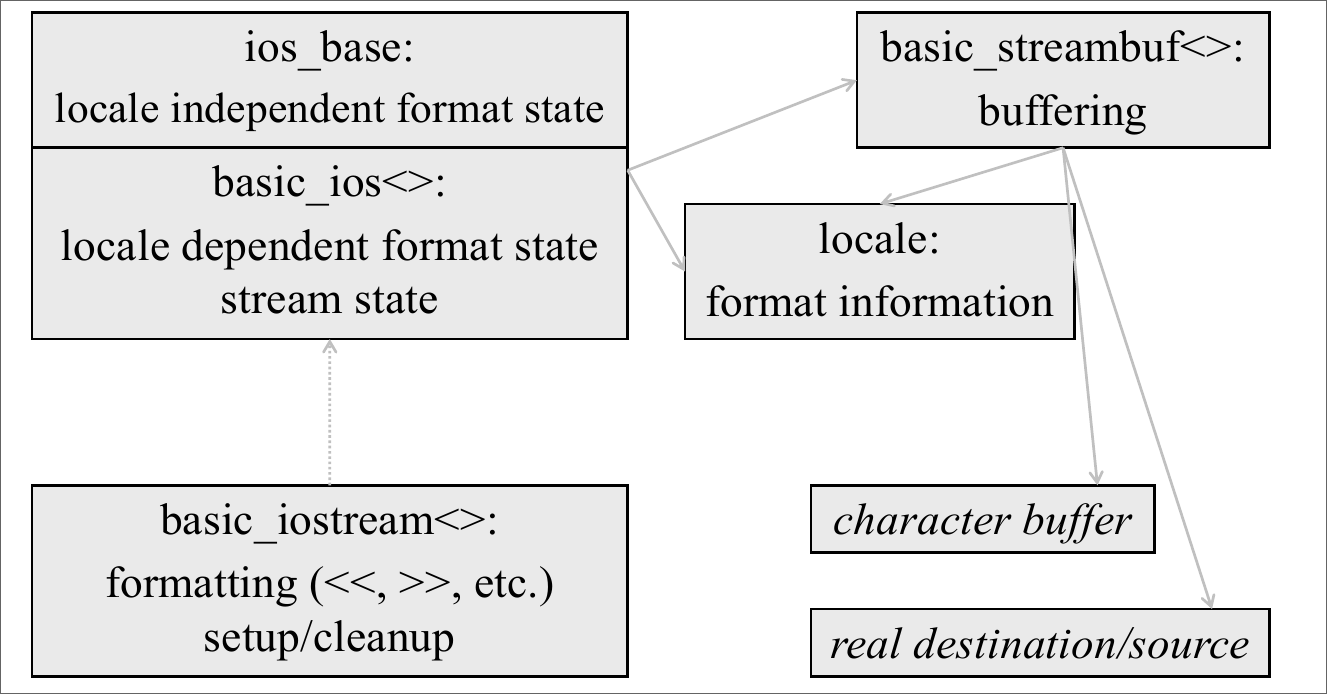 ios_base:
locale independent format state
basic_ios<>:
locale dependent format state
stream state
basic_streambuf<>:
buffering
locale:
format information
basic_iostream<>:
formatting (<<, >>, etc.)
setup/cleanup
character buffer
real destination/source